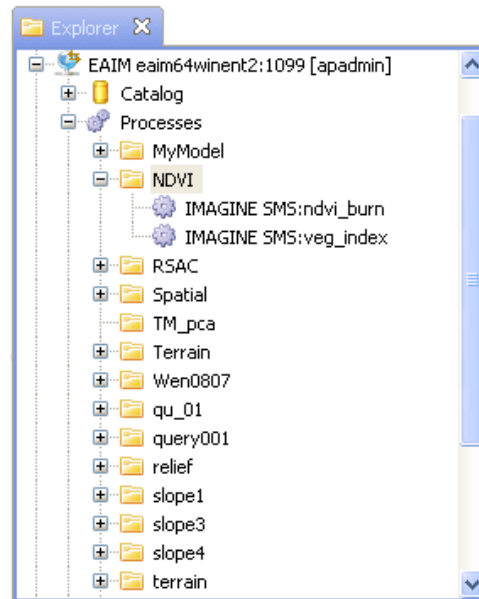 Explorer
EAIM eaim64winent2:1099 [apadmin]
Catalog
Processes
MyModel
NDVI
IMAGINE SMS:ndvi_burn
IMAGINE SMS:veg_index
RSAC
Spatial
TM_pca
Terrain
Wen0807
qu_01
query001
relief
slope1
slope3
slope4
terrain